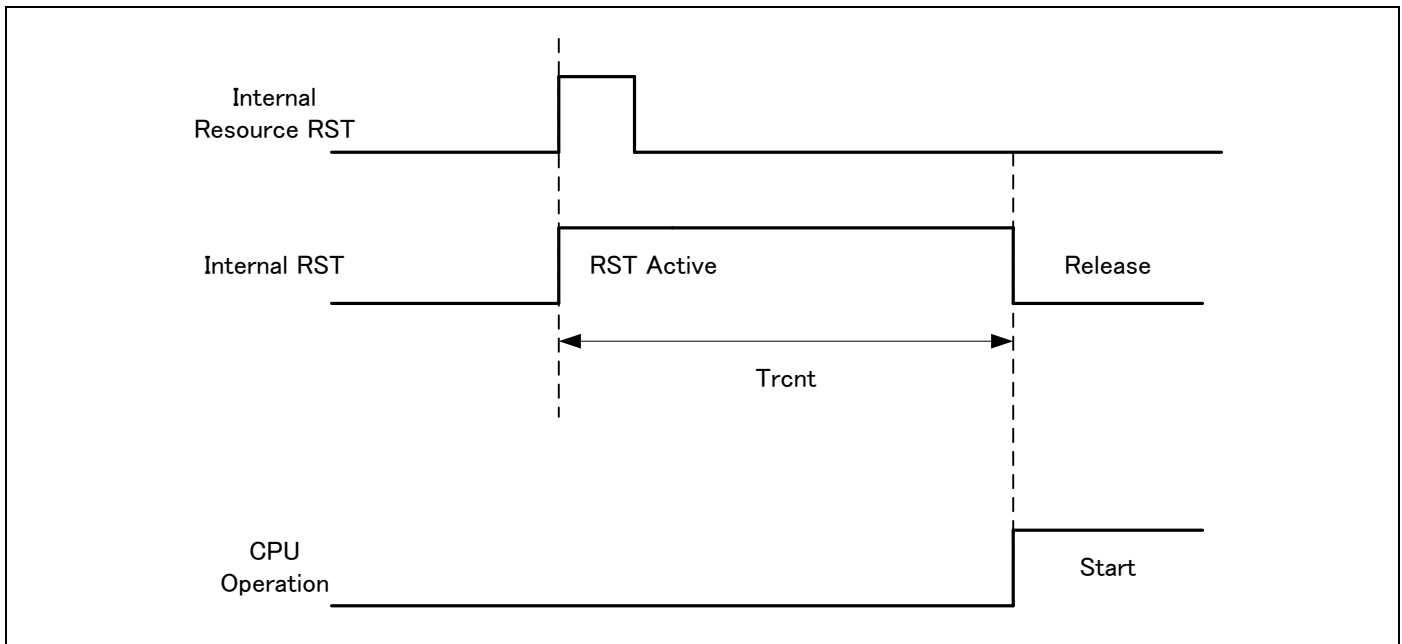 Internal
Resource RST
Internal RST
RST Active
Release
Trcnt
CPU
Operation
Start